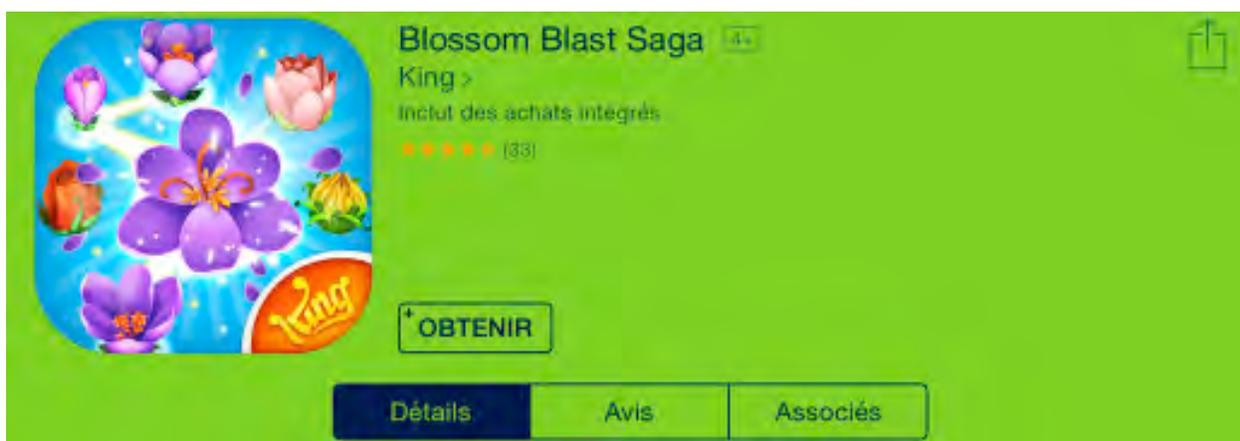 Blossom Blast Saga 4+
King >
Inclut des achats intégrés
(33)
King
+ OBTENIR
Détails
Avis
Associés